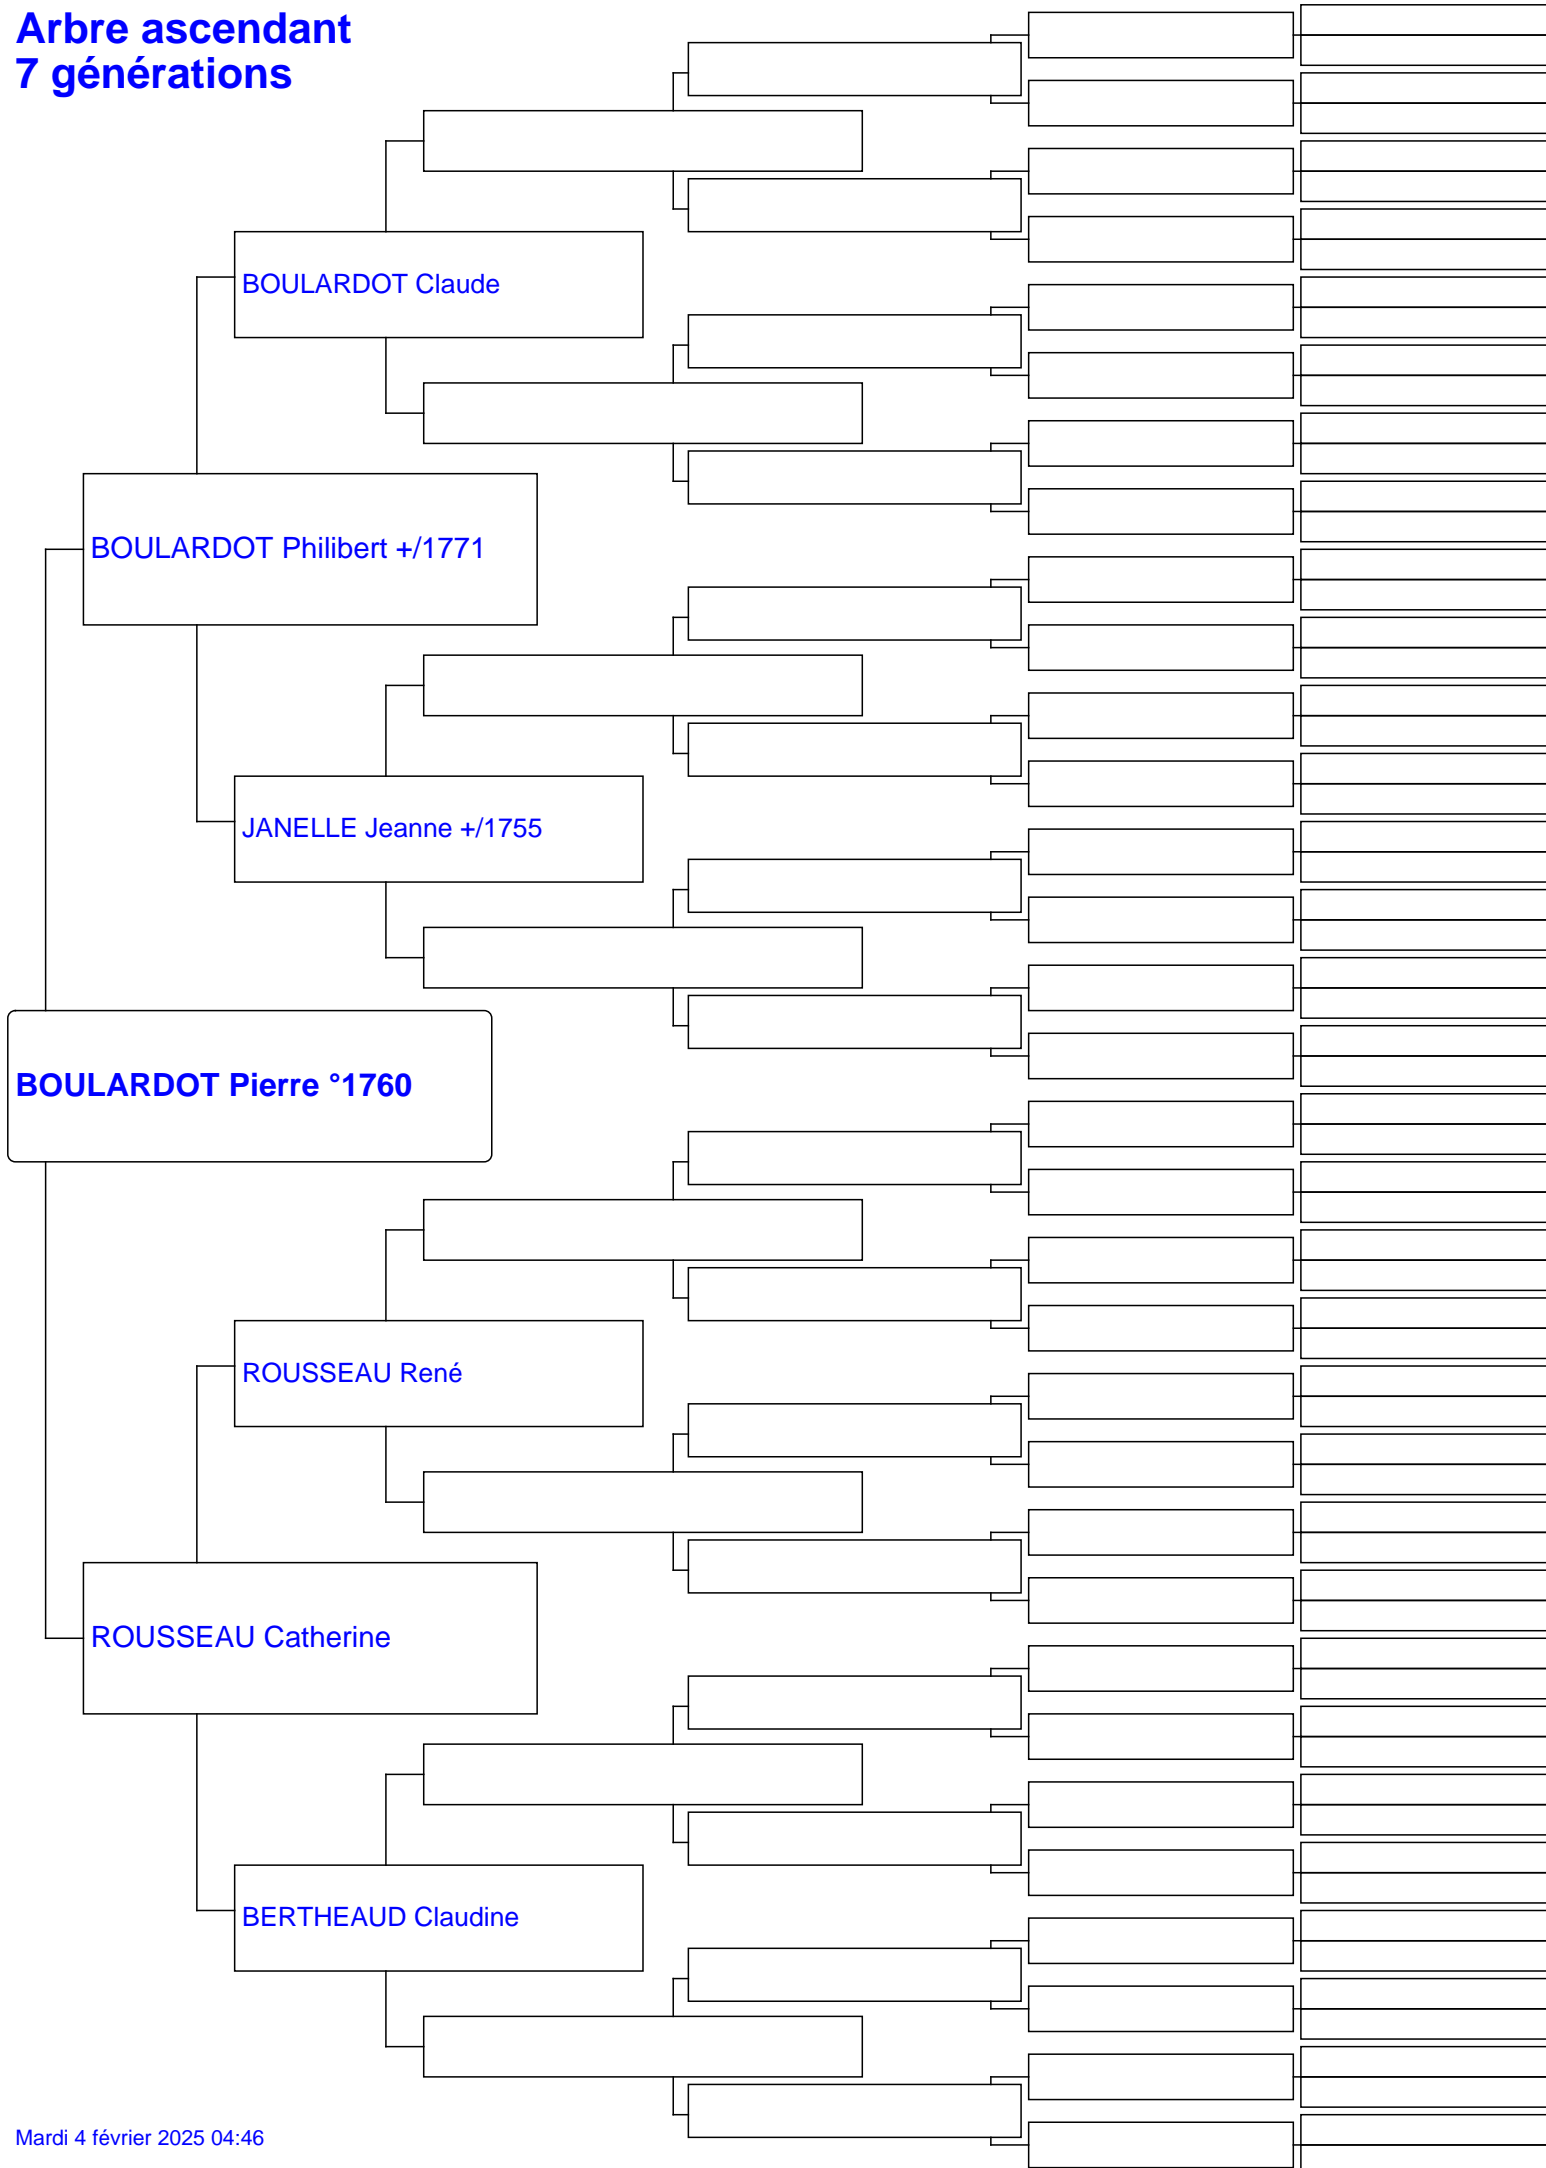 Arbre ascendant
7 générations
BOULARDOT Claude
BOULARDOT Philibert +/1771
JANELLE Jeanne +/1755
BOULARDOT Pierre °1760
ROUSSEAU René
ROUSSEAU Catherine
BERTHEAUD Claudine
Mardi 4 février 2025 04:46